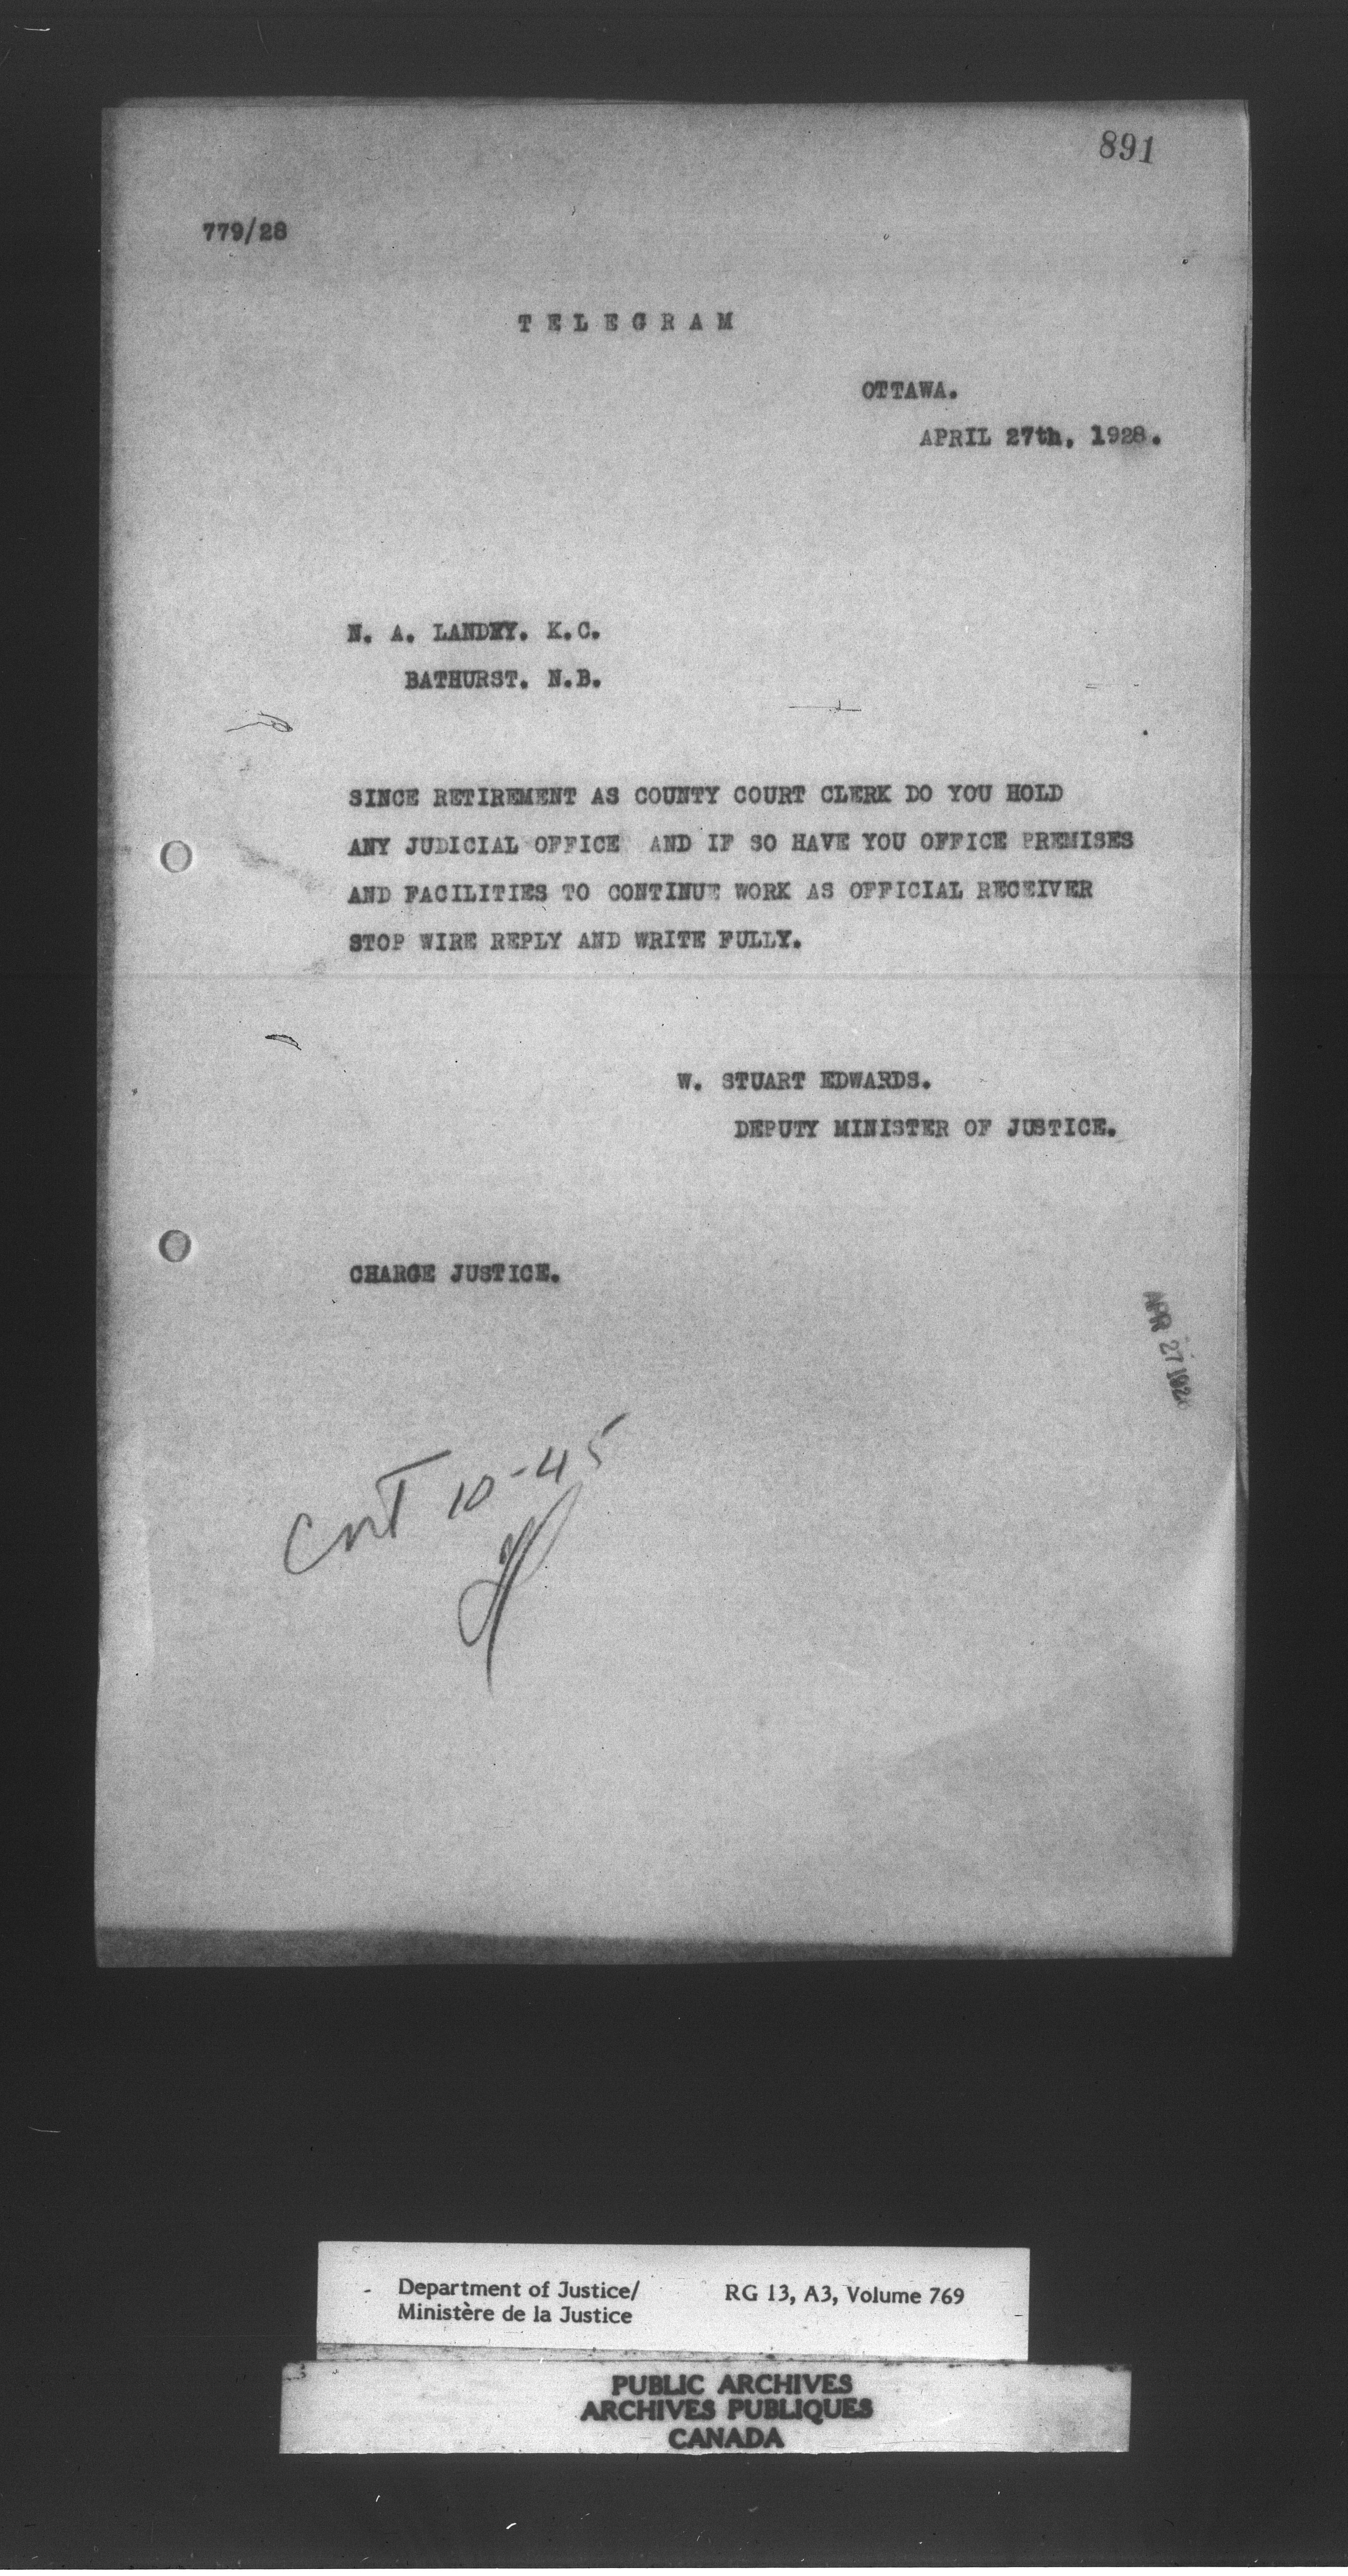 891
779/28
TELEGRAM
OTTAWA.
APRIL 27th, 1928.
N. A. LANDRY. K.C.
BATHURST. N.B.
SINCE RETIREMENT AS COUNTY COURT CLERK DO YOU HOLD
ANY JUDICIAL OFFICE AND IF SO HAVE YOU OFFICE PREMISES
AND FACILITIES TO CONTINUE WORK AS OFFICIAL RECEIVER
STOP WIRE REPLY AND WRITE FULLY.
W. STUART EDWARDS.
DEPUTY MINISTER OF JUSTICE.
CHARGE JUSTICE.
APR 27 1928
10-45
Department of Justice/ RG 13, A3, Volume 769
Ministère de la Justice
PUBLIC ARCHIVES
ARCHIVES PUBLIQUES
CANADA